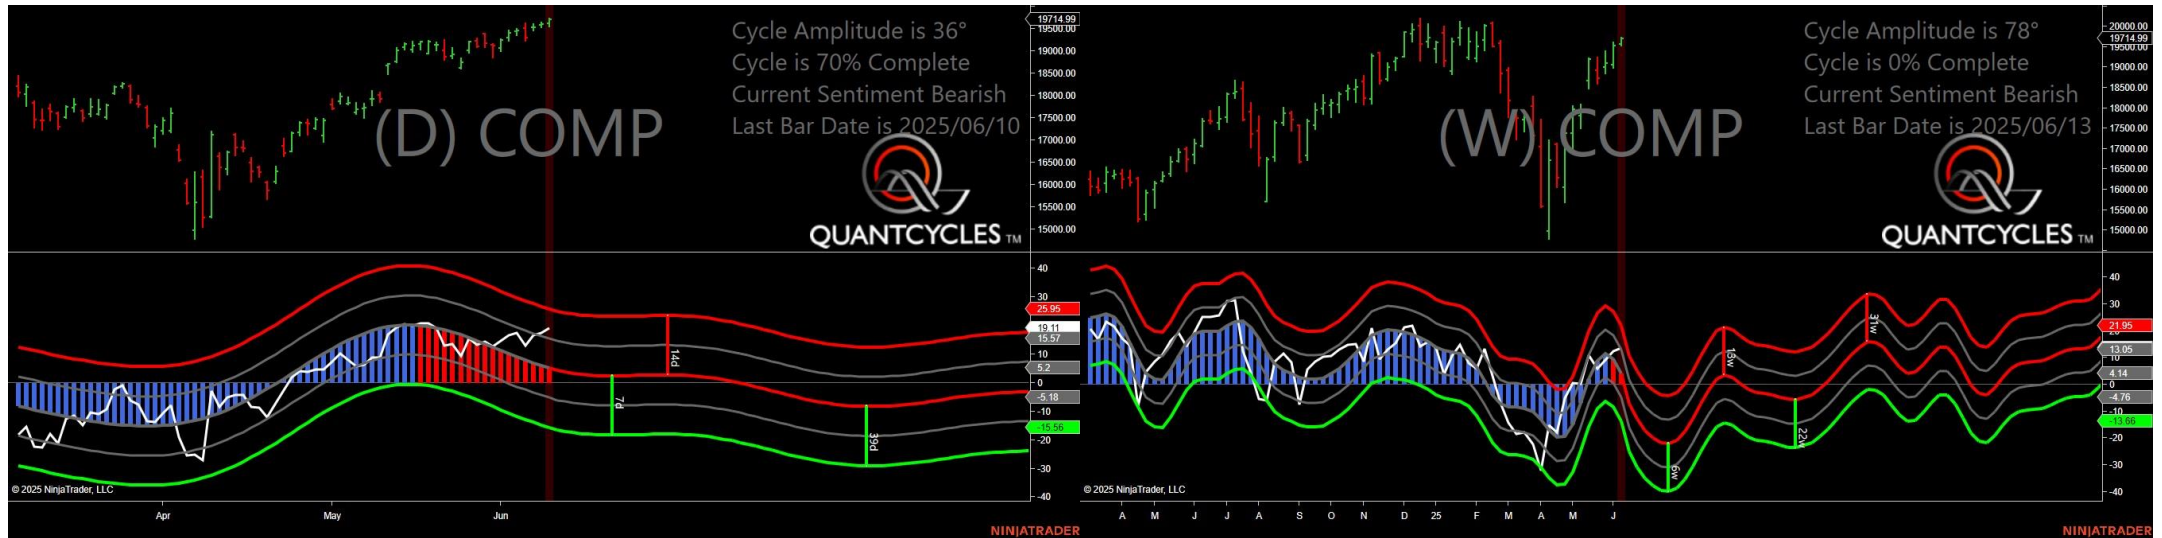 Cycle Amplitude is 36°
Cycle is 70% Complete
Current Sentiment Bearish
Last Bar Date is 2025/06/10
(D) COMP
QUANTCYCLES TM
19714.99
19500.00
19000.00
18500.00
18000.00
17500.00
17000.00
16500.00
16000.00
15500.00
15000.00
40
30
25.95
19.11
15.57
10
5.2
0
-5.18
-10
-15.56
-20
-30
-40
14d
7d
39d
© 2025 NinjaTrader, LLC
Apr
May
Jun
NINJATRADER
Cycle Amplitude is 78°
Cycle is 0% Complete
Current Sentiment Bearish
Last Bar Date is 2025/06/13
(W) COMP
QUANTCYCLES TM
20000.00
19714.99
19500.00
19000.00
18500.00
18000.00
17500.00
17000.00
16500.00
16000.00
15500.00
15000.00
40
30
21.95
13.05
4.14
0
-4.76
-10
-13.66
-20
-30
-40
13w
31w
22w
6w
© 2025 NinjaTrader, LLC
A
M
J
J
A
S
O
N
D
25
F
M
A
M
J
NINJATRADER